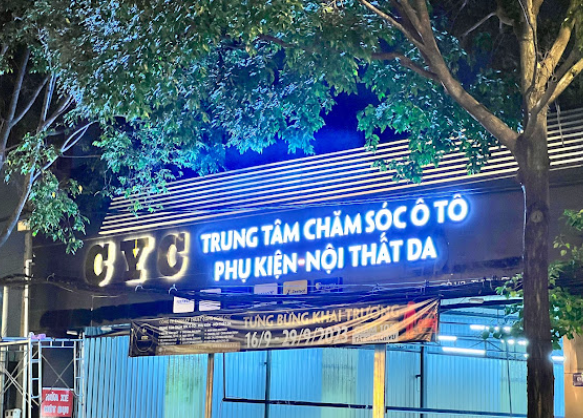 CYC
TRUNG TÂM CHĂM SÓC Ô TÔ
PHỤ KIỆN-NỘI THẤT DA
TƯNG BỪNG KHAI TRƯƠNG
16/9 - 29/9/2023